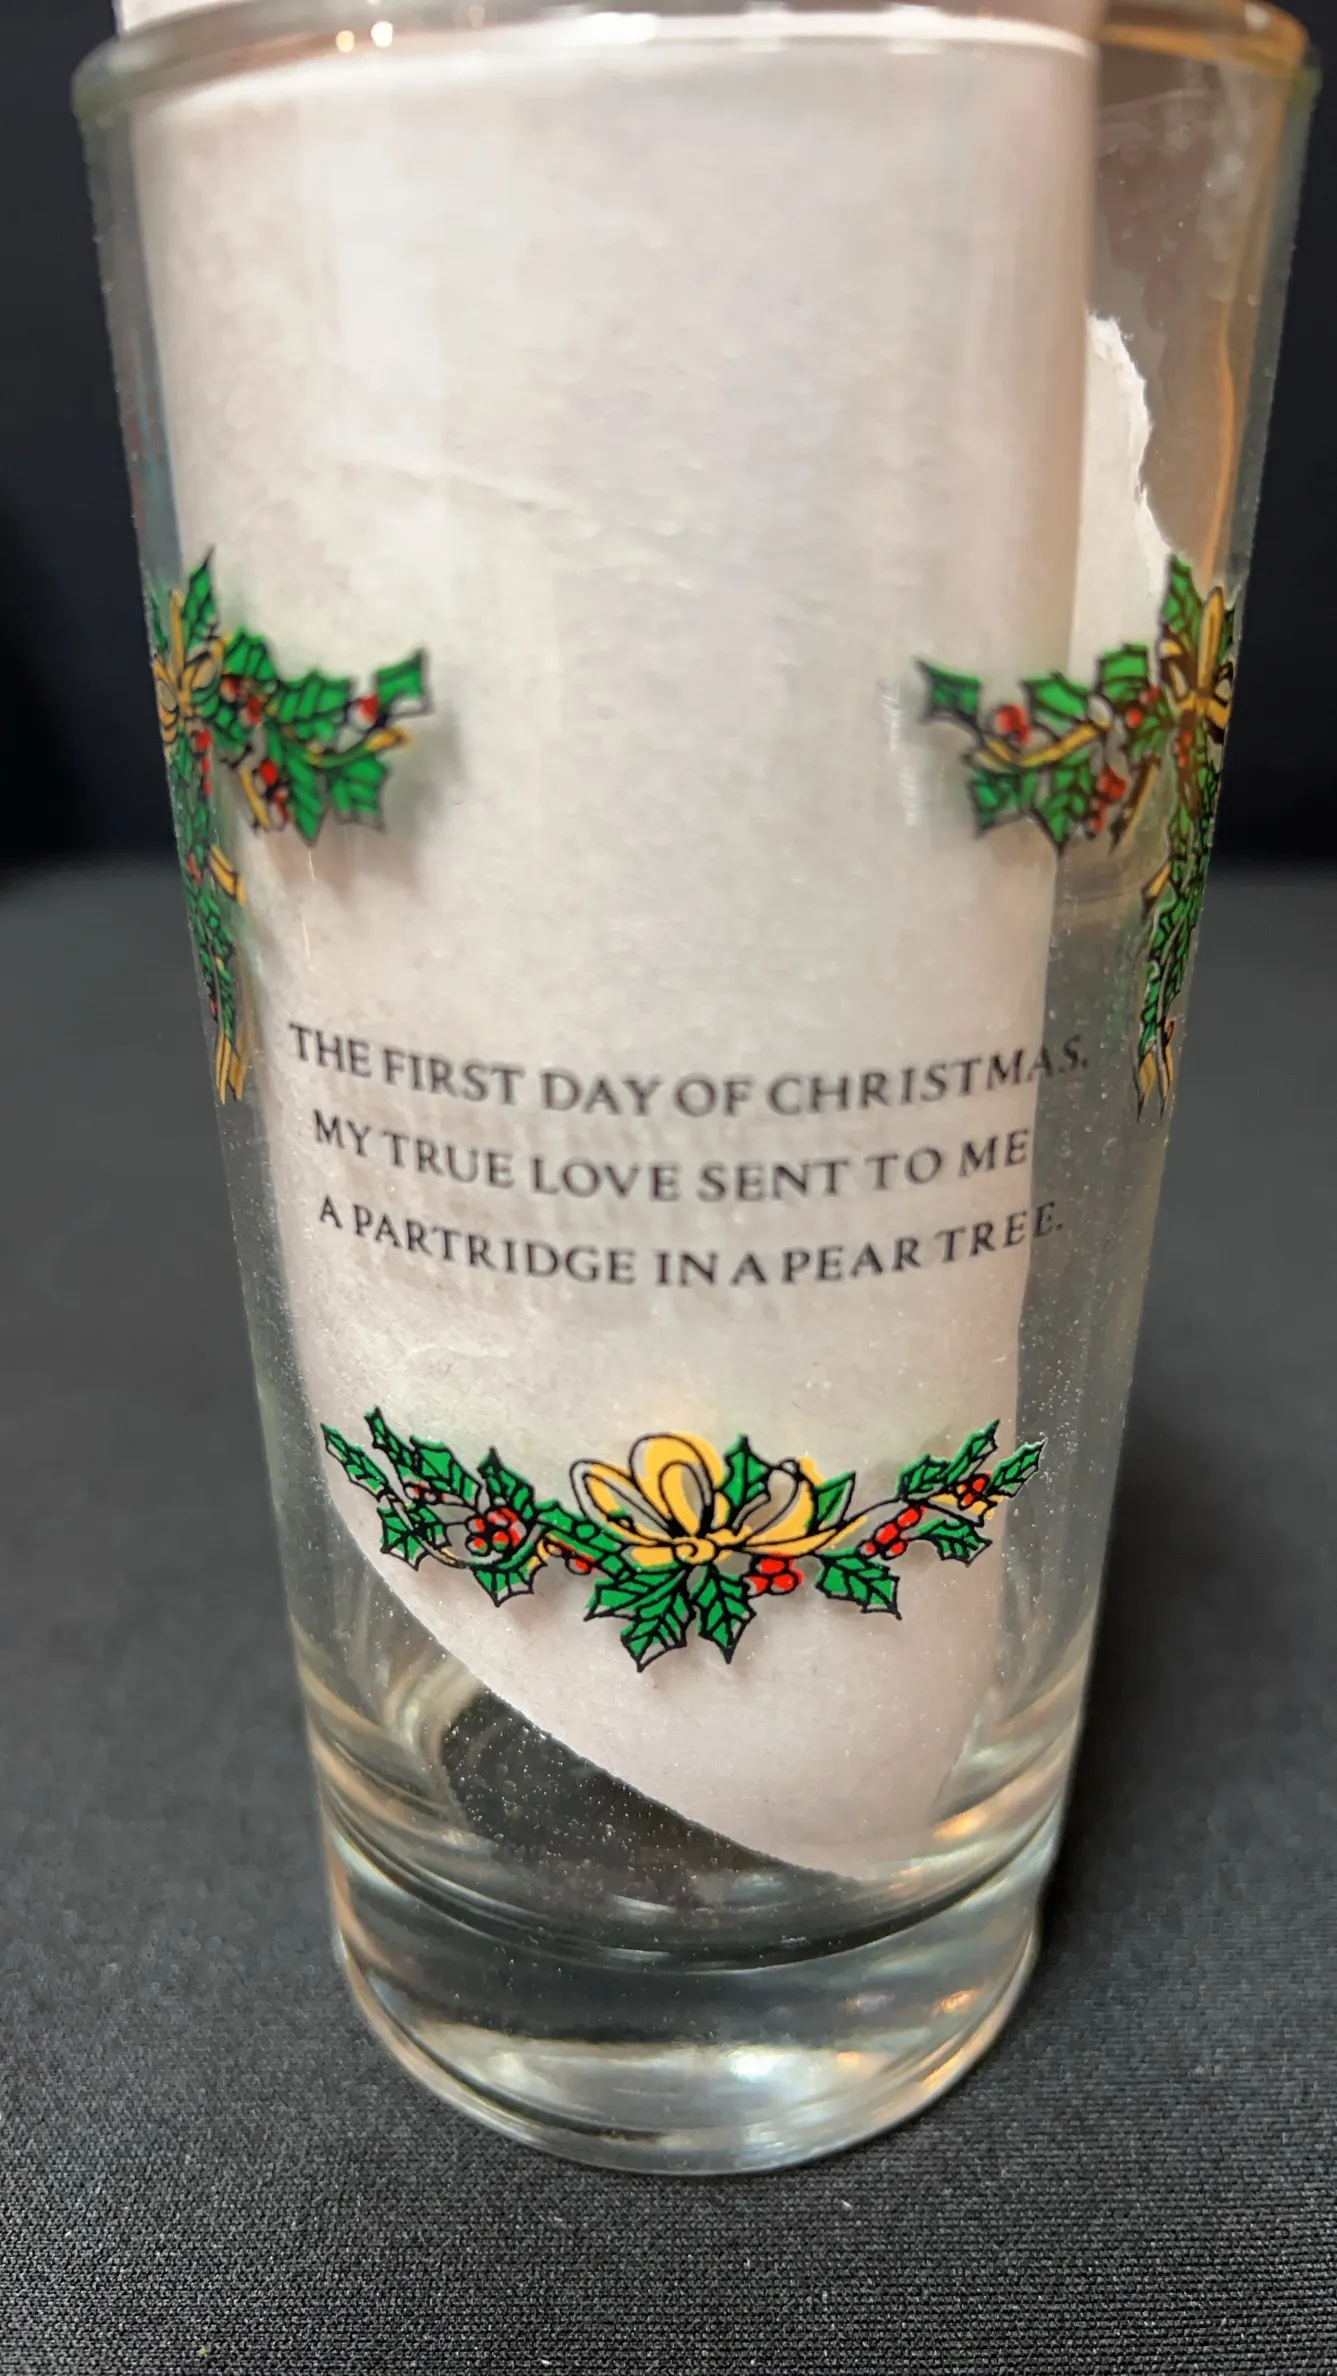 THE FIRST DAY OF CHRISTMAS.
MY TRUE LOVE SENT TO ME
A PARTRIDGE IN A PEAR TREE.